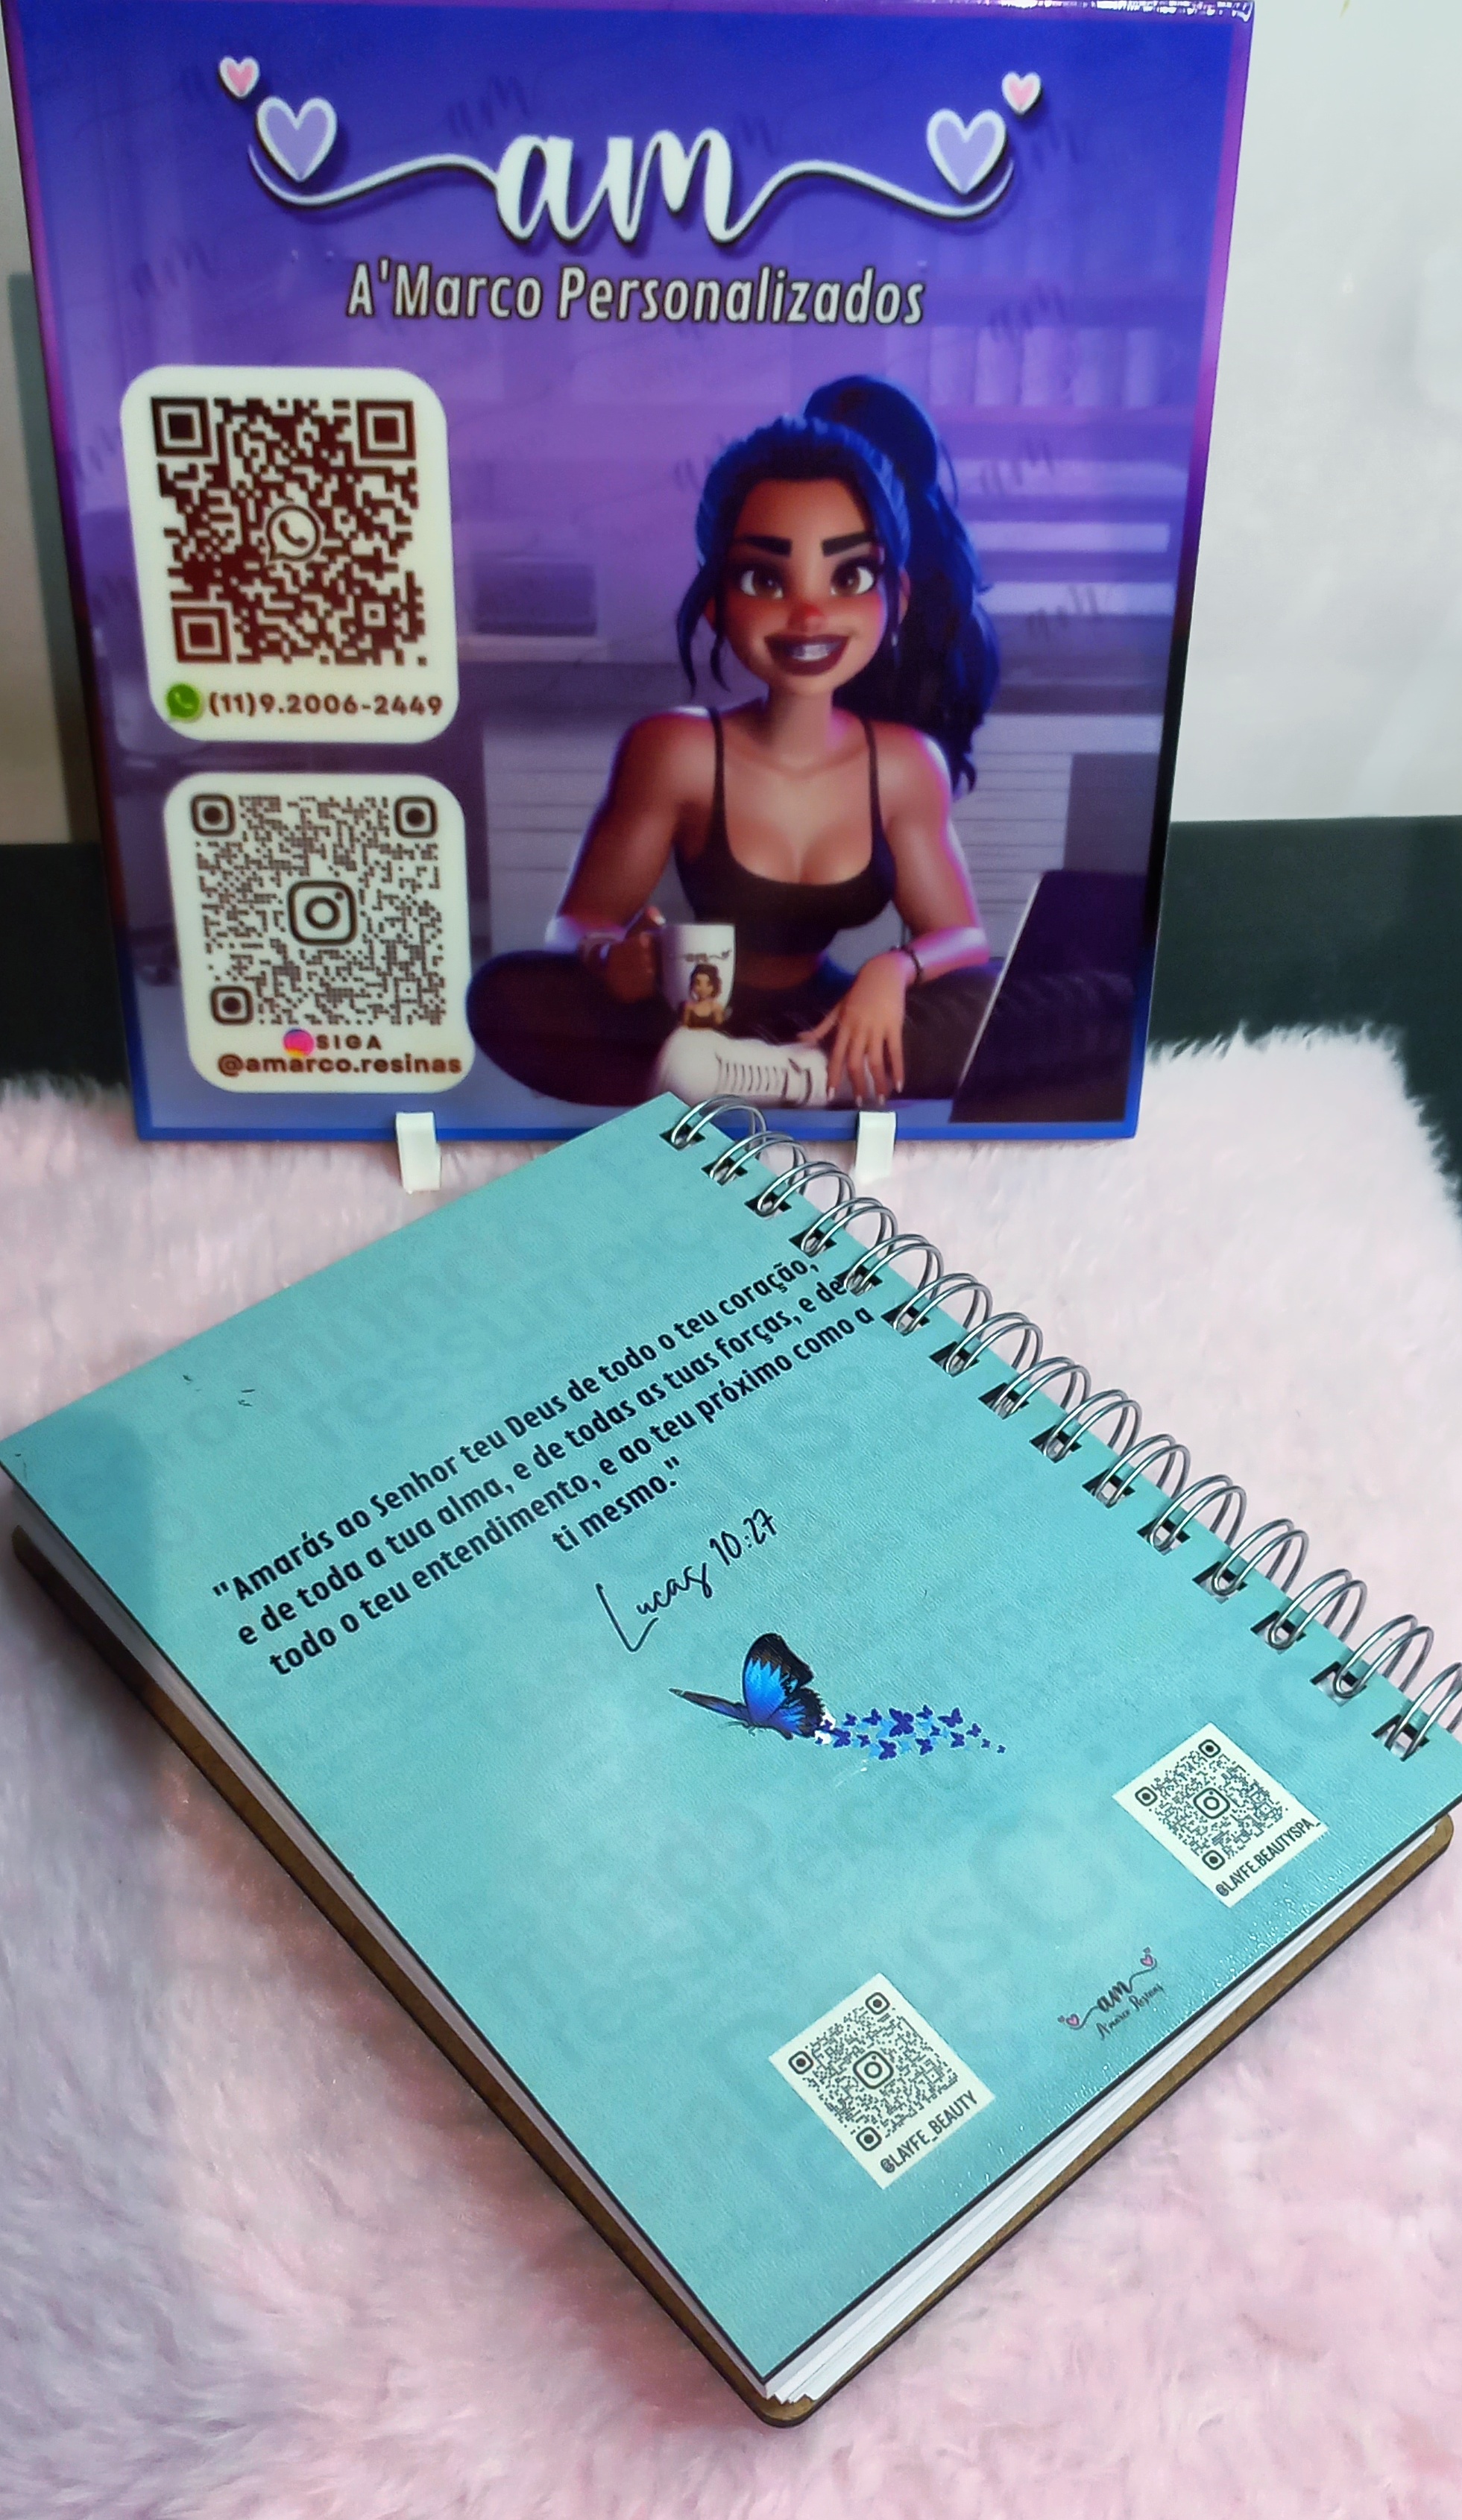 am
A'Marco Personalizados
(11)9.2006-2449
SIGA
@amarco.resinas
"Amarás ao Senhor teu Deus de todo o teu coração,
e de toda a tua alma, e de todas as tuas forças, e de
todo o teu entendimento, e ao teu próximo como a
ti mesmo."
Lucas 10:27
@LAYFE.BEAUTYSPA_
am
@LAYFE_BEAUTY